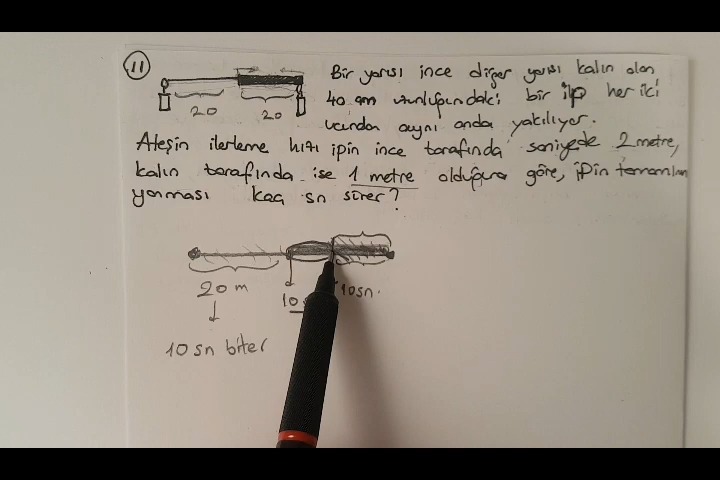 11
Bir yarısı ince diğer yarısı kalın olan
40 cm uzunluğundaki bir ip her iki
ucundan aynı anda yakılıyor.
20 20
Ateşin ilerleme hızı ipin ince tarafında saniyede 2 metre,
kalın tarafında ise 1 metre olduğuna göre, ipin tamamının
yanması kaç sn sürer?
20 m
10 10sn.
10 sn biter